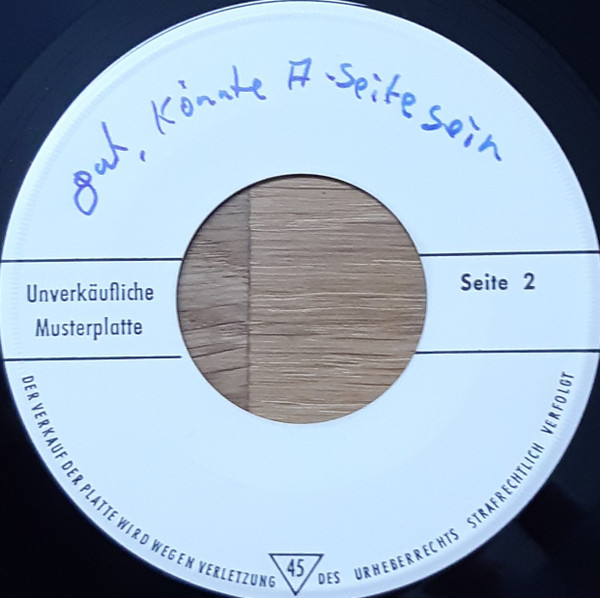 gut, Könnte A-Seite sein
Unverkäufliche
Musterplatte
Seite 2
DER VERKAUF DER PLATTE WIRD WEGEN VERLETZUNG DES URHEBERRECHTS STRAFRECHTLICH VERFOLGT
45